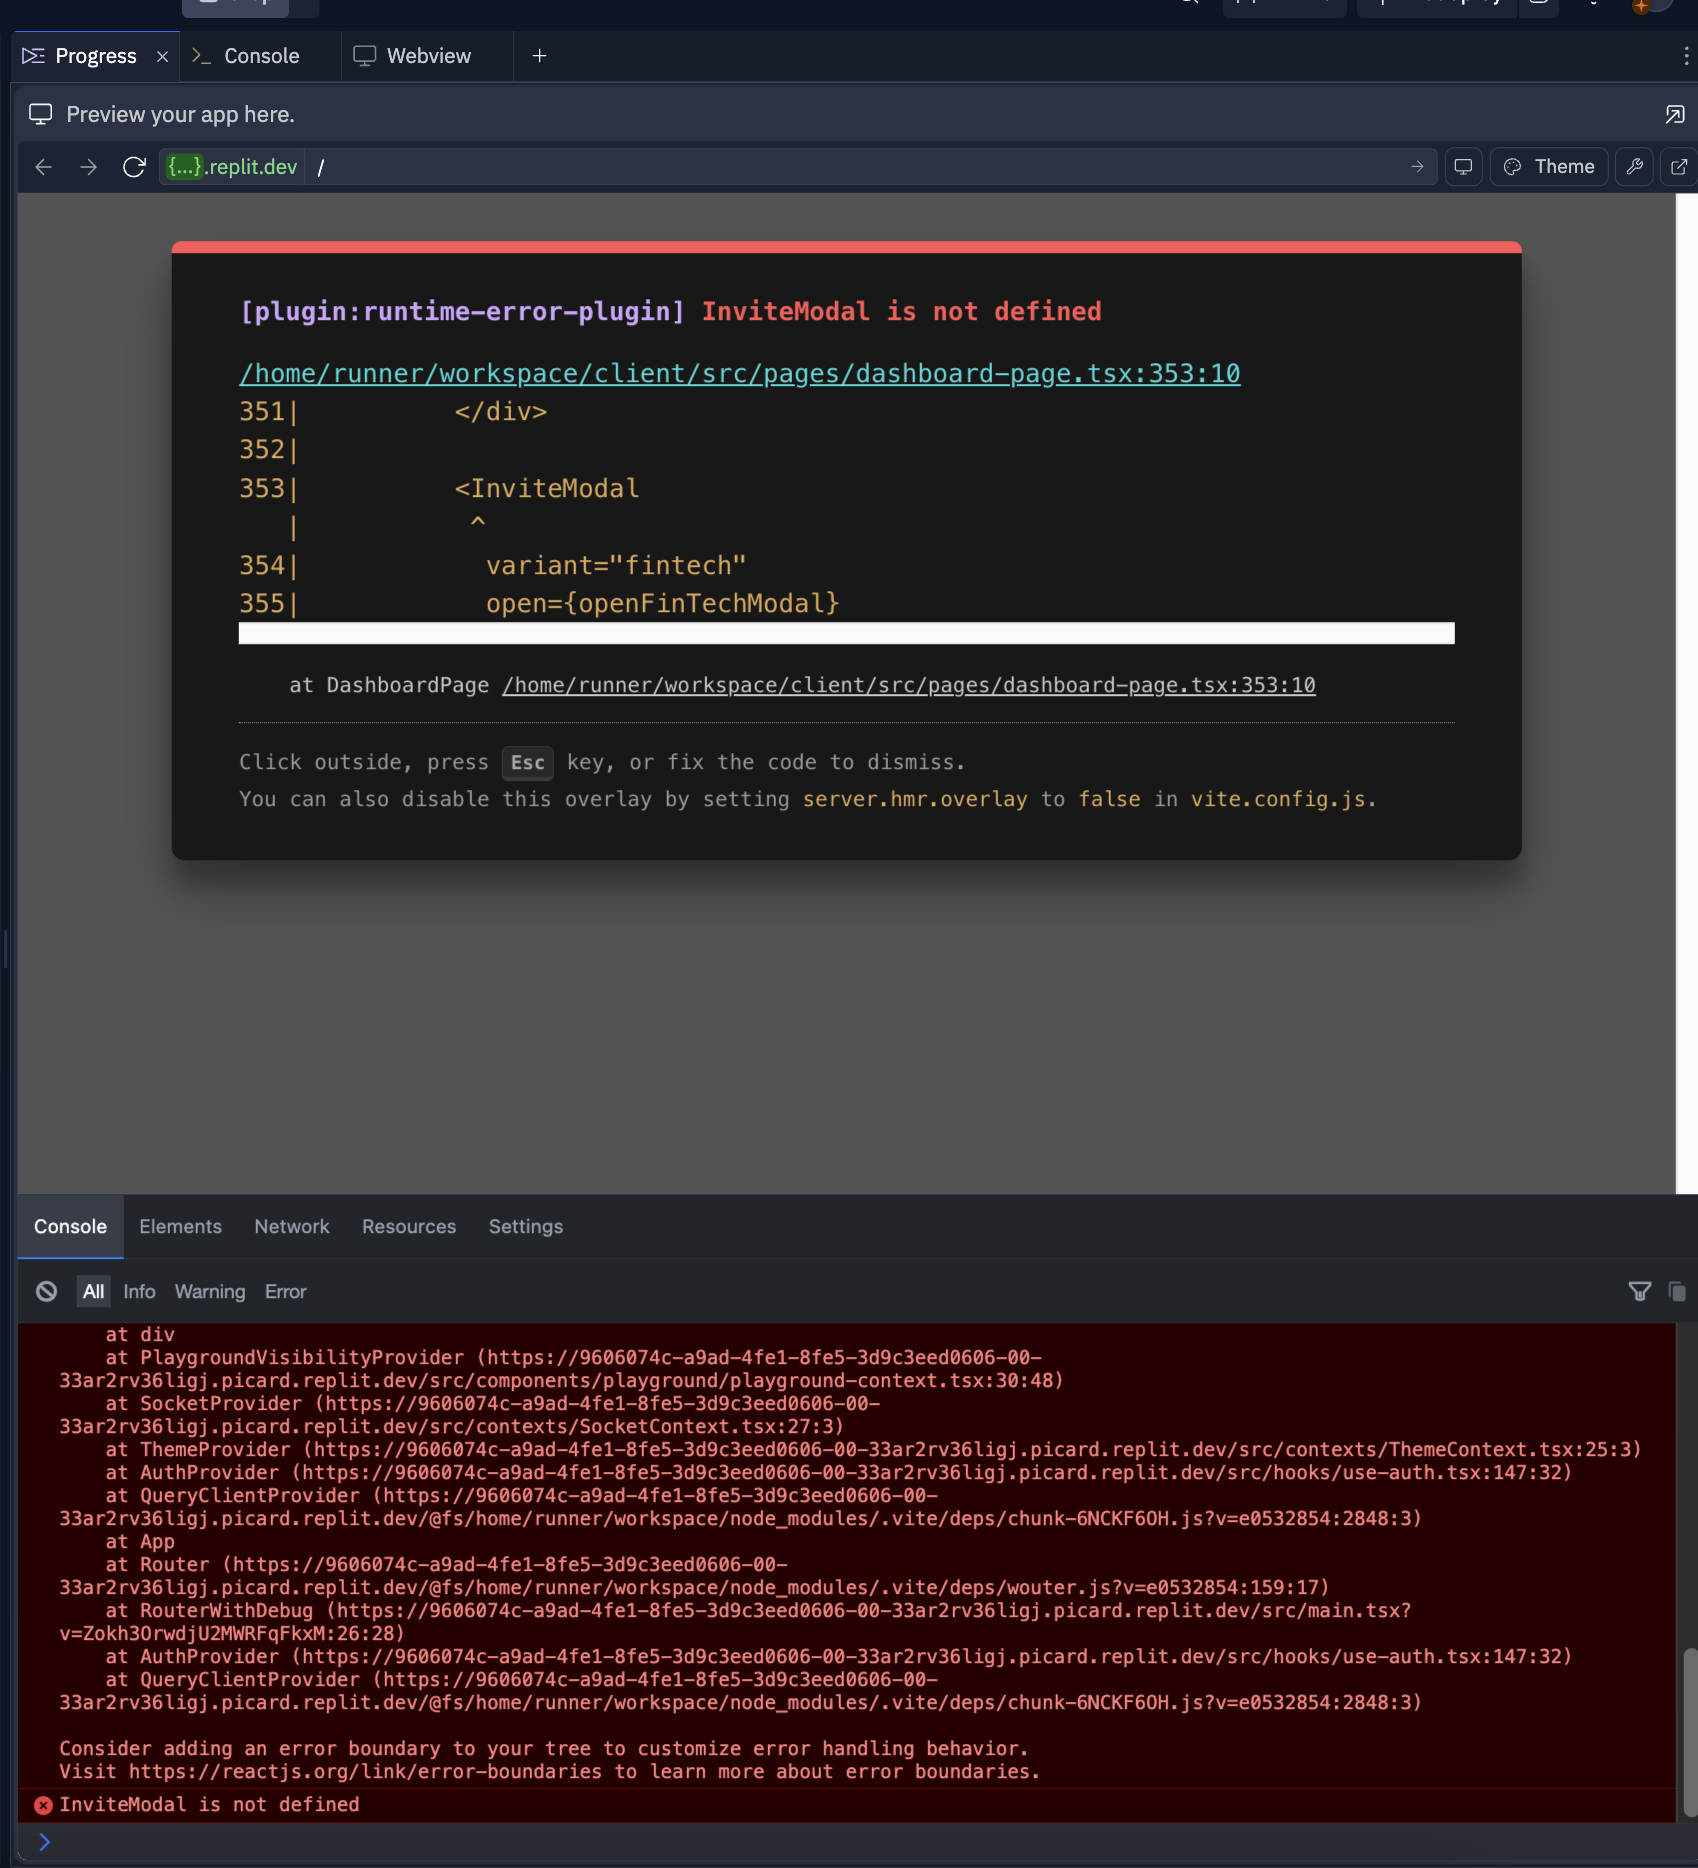 Progress
Console
Webview
Preview your app here.
{...}.replit.dev /
Theme
[plugin:runtime-error-plugin] InviteModal is not defined
/home/runner/workspace/client/src/pages/dashboard-page.tsx:353:10
351| </div>
352|
353| <InviteModal
| ^
354| variant="fintech"
355| open={openFinTechModal}
at DashboardPage /home/runner/workspace/client/src/pages/dashboard-page.tsx:353:10
Click outside, press Esc key, or fix the code to dismiss.
You can also disable this overlay by setting server.hmr.overlay to false in vite.config.js.
Console Elements Network Resources Settings
All Info Warning Error
at div
at PlaygroundVisibilityProvider (https://9606074c-a9ad-4fe1-8fe5-3d9c3eed0606-00-
33ar2rv36ligj.picard.replit.dev/src/components/playground/playground-context.tsx:30:48)
at SocketProvider (https://9606074c-a9ad-4fe1-8fe5-3d9c3eed0606-00-
33ar2rv36ligj.picard.replit.dev/src/contexts/SocketContext.tsx:27:3)
at ThemeProvider (https://9606074c-a9ad-4fe1-8fe5-3d9c3eed0606-00-33ar2rv36ligj.picard.replit.dev/src/contexts/ThemeContext.tsx:25:3)
at AuthProvider (https://9606074c-a9ad-4fe1-8fe5-3d9c3eed0606-00-33ar2rv36ligj.picard.replit.dev/src/hooks/use-auth.tsx:147:32)
at QueryClientProvider (https://9606074c-a9ad-4fe1-8fe5-3d9c3eed0606-00-
33ar2rv36ligj.picard.replit.dev/@fs/home/runner/workspace/node_modules/.vite/deps/chunk-6NCKF6OH.js?v=e0532854:2848:3)
at App
at Router (https://9606074c-a9ad-4fe1-8fe5-3d9c3eed0606-00-
33ar2rv36ligj.picard.replit.dev/@fs/home/runner/workspace/node_modules/.vite/deps/wouter.js?v=e0532854:159:17)
at RouterWithDebug (https://9606074c-a9ad-4fe1-8fe5-3d9c3eed0606-00-33ar2rv36ligj.picard.replit.dev/src/main.tsx?
v=Zokh3OrwdjU2MWRFqFkxM:26:28)
at AuthProvider (https://9606074c-a9ad-4fe1-8fe5-3d9c3eed0606-00-33ar2rv36ligj.picard.replit.dev/src/hooks/use-auth.tsx:147:32)
at QueryClientProvider (https://9606074c-a9ad-4fe1-8fe5-3d9c3eed0606-00-
33ar2rv36ligj.picard.replit.dev/@fs/home/runner/workspace/node_modules/.vite/deps/chunk-6NCKF6OH.js?v=e0532854:2848:3)
Consider adding an error boundary to your tree to customize error handling behavior.
Visit https://reactjs.org/link/error-boundaries to learn more about error boundaries.
InviteModal is not defined